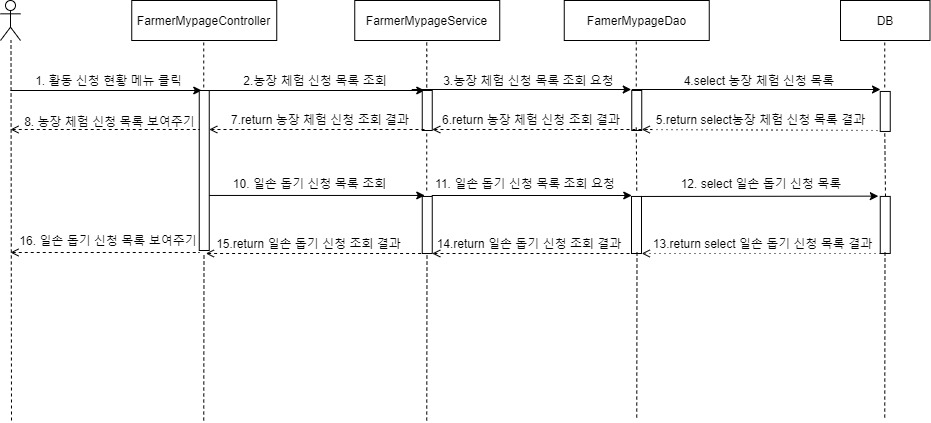 FarmerMypageController
FarmerMypageService
FamerMypageDao
DB
1. 활동 신청 현황 메뉴 클릭
2.농장 체험 신청 목록 조회
3.농장 체험 신청 목록 조회 요청
4.select 농장 체험 신청 목록
8. 농장 체험 신청 목록 보여주기
7.return 농장 체험 신청 조회 결과
6.return 농장 체험 신청 조회 결과
5.return select농장 체험 신청 목록 결과
10. 일손 돕기 신청 목록 조회
11. 일손 돕기 신청 목록 조회 요청
12. select 일손 돕기 신청 목록
16. 일손 돕기 신청 목록 보여주기
15.return 일손 돕기 신청 조회 결과
14.return 일손 돕기 신청 조회 결과
13.return select 일손 돕기 신청 목록 결과